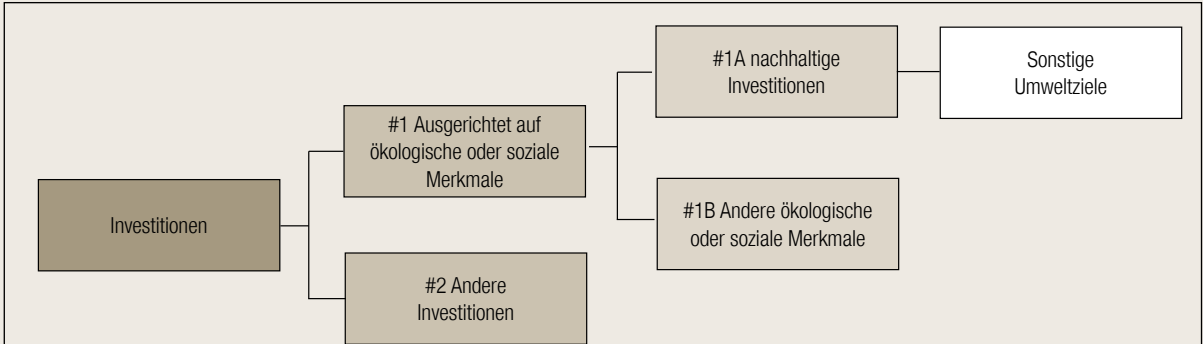 Investitionen
#1 Ausgerichtet auf
ökologische oder soziale
Merkmale
#2 Andere
Investitionen
#1A nachhaltige
Investitionen
#1B Andere ökologische
oder soziale Merkmale
Sonstige
Umweltziele